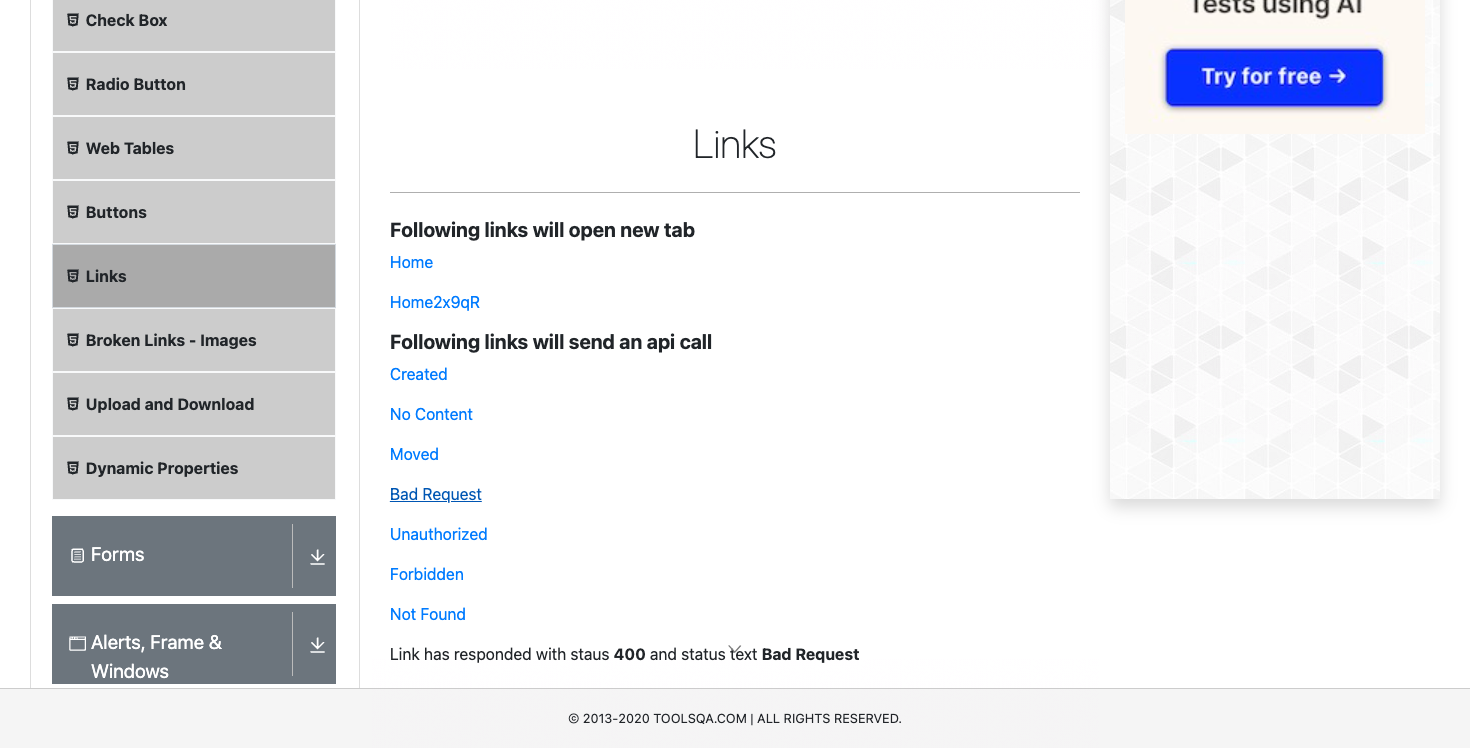 Check Box
Radio Button
Web Tables
Buttons
Links
Broken Links - Images
Upload and Download
Dynamic Properties
Forms
Alerts, Frame &
Windows
Links
Following links will open new tab
Home
Home2x9qR
Following links will send an api call
Created
No Content
Moved
Bad Request
Unauthorized
Forbidden
Not Found
Link has responded with staus 400 and status text Bad Request
Tests using AI
Try for free →
© 2013-2020 TOOLSQA.COM | ALL RIGHTS RESERVED.